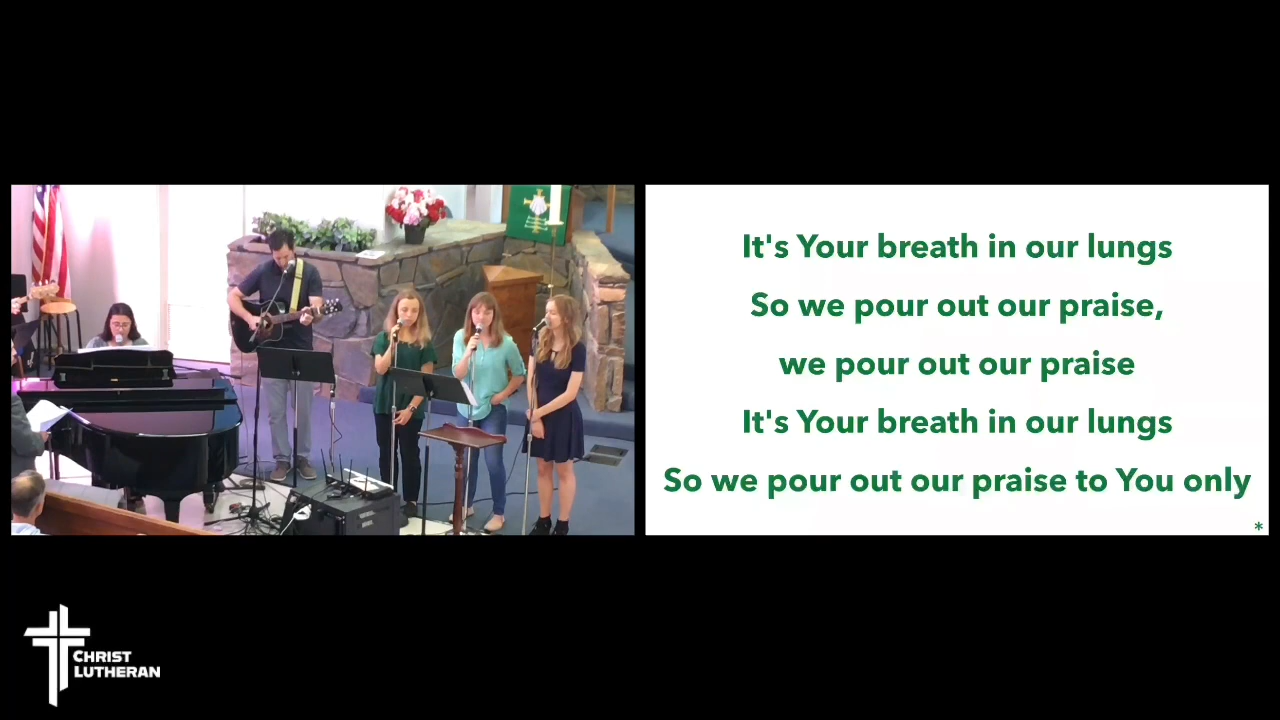 It's Your breath in our lungs
So we pour out our praise,
we pour out our praise
It's Your breath in our lungs
So we pour out our praise to You only
*
CHRIST
LUTHERAN